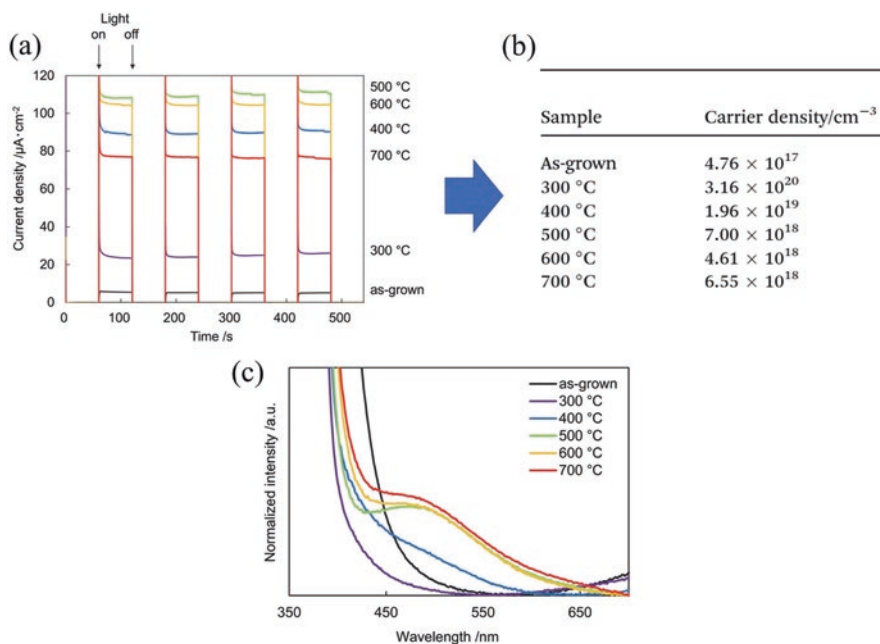 Light
on off
(a)
120
100
80
60
40
20
0
Current density /µA·cm⁻²
0 100 200 300 400 500
Time /s
500 °C
600 °C
400 °C
700 °C
300 °C
as-grown
(b)
Sample Carrier density/cm⁻³
As-grown 4.76 × 10¹⁷
300 °C 3.16 × 10²⁰
400 °C 1.96 × 10¹⁹
500 °C 7.00 × 10¹⁸
600 °C 4.61 × 10¹⁸
700 °C 6.55 × 10¹⁸
(c)
Normalized intensity /a.u.
as-grown
300 °C
400 °C
500 °C
600 °C
700 °C
350 450 550 650
Wavelength /nm